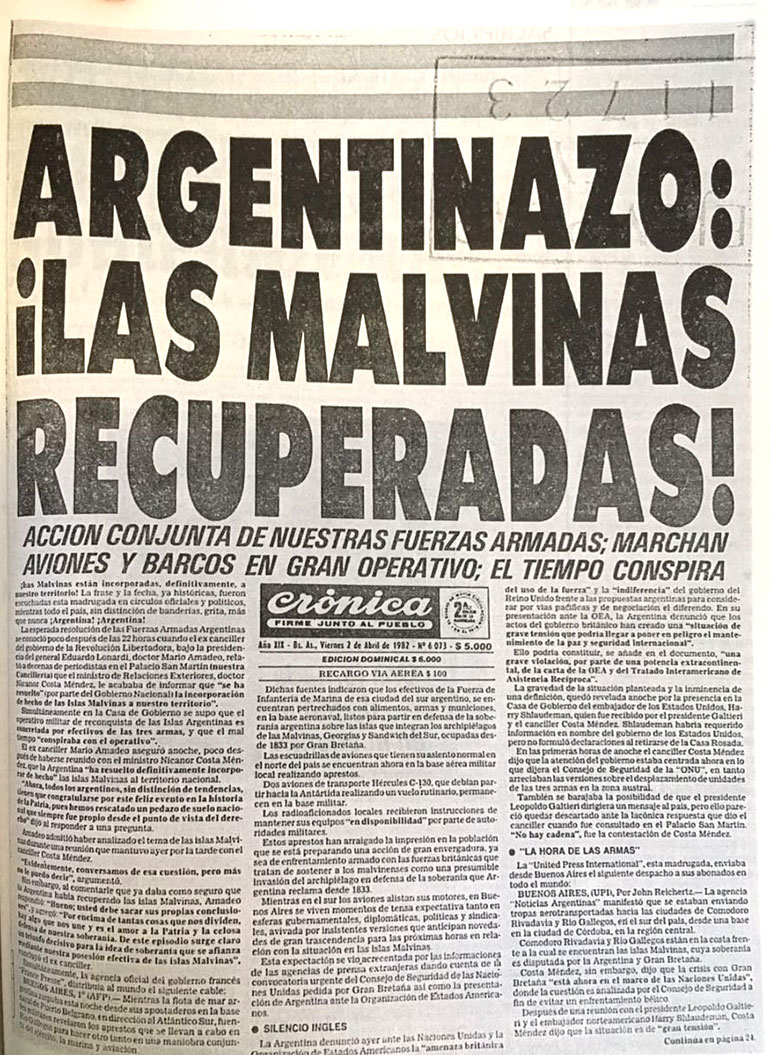 11723
ARGENTINAZO:
¡LAS MALVINAS
RECUPERADAS!
ACCION CONJUNTA DE NUESTRAS FUERZAS ARMADAS; MARCHAN
AVIONES Y BARCOS EN GRAN OPERATIVO; EL TIEMPO CONSPIRA
¡Las Malvinas están incorporadas, definitivamente, a
nuestro territorio! La frase y la fecha, ya históricas, fueron
escuchadas esta madrugada en círculos oficiales y políticos,
mientras todo el país, sin distinción de banderías, grita, más
que nunca ¡Argentina! ¡Argentina!
La esperada resolución de las Fuerzas Armadas Argentinas
se conoció poco después de las 22 horas cuando el ex canciller
del gobierno de la Revolución Libertadora, bajo la presidencia
del general Eduardo Lonardi, doctor Mario Amadeo, relató
a decenas de periodistas en el Palacio San Martín (nuestra
Cancillería) que el ministro de Relaciones Exteriores, doctor
Nicanor Costa Méndez, le acababa de informar que "se ha
resuelto" (por parte del Gobierno Nacional) la incorporación
de hecho de las Islas Malvinas a nuestro territorio".
Simultáneamente en la Casa de Gobierno se supo que el
operativo militar de reconquista de las Islas Argentinas es
concretada por efectivos de las tres armas, y que el mal
tiempo "conspiraba con el operativo".
El ex canciller Mario Amadeo aseguró anoche, poco después
de haberse reunido con el ministro Nicanor Costa Méndez,
que la Argentina "ha resuelto definitivamente incorporar
de hecho" las islas Malvinas al territorio nacional.
"Ahora, todos los argentinos, sin distinción de tendencias,
tienen que congratularse por este feliz evento en la historia
de la Patria, pues hemos rescatado un pedazo de suelo nacional
que siempre fue propio desde el punto de vista del derecho"
dijo al responder a una pregunta.
Amadeo admitió haber analizado el tema de las islas Malvinas
durante una reunión que mantuvo ayer por la tarde con el
canciller Costa Méndez.
"Evidentemente, conversamos de esa cuestión, pero más
no le puedo decir", argumentó.
Sin embargo, al comentarle que ya daba como seguro que
la Argentina había recuperado las islas Malvinas, Amadeo
respondió: "Bueno; usted debe sacar sus propias conclusiones"
y agregó: "Por encima de tantas cosas que nos dividen,
hay algo que nos une y es el amor a la Patria y la celosa
defensa de nuestra soberanía. De este episodio surge claro
decisivo para la idea de soberanía que se afianza
mediante nuestra posesión efectiva de las islas Malvinas",
el canciller.
la agencia oficial del gobierno francés
"France Presse", distribuía al mundo el siguiente cable:
BUENOS AIRES, 1º (AFP).— Mientras la flota de mar
zarpaba esta noche desde sus apostaderos en la base
de Puerto Belgrano, en dirección al Atlántico Sur, fuentes
militares revelaron los aprestos que se llevan a cabo en
Gallegos para hacer otro tanto en una maniobra conjunta
del ejército, la marina y aviación.
Crónica
FIRME JUNTO AL PUEBLO
2ª
Año XIX - Bs. As., Viernes 2 de Abril de 1982 - Nº 6 073 - $ 5.000
EDICION DOMINICAL $ 6.000
RECARGO VIA AEREA $ 100
Dichas fuentes indicaron que los efectivos de la Fuerza de
Infantería de Marina de esa ciudad del sur argentino, se encuentran
pertrechados con alimentos, armas y municiones,
en la base aeronaval, listos para partir en defensa de la soberanía
argentina sobre las islas que integran los archipiélagos
de las Malvinas, Georgias y Sandwich del Sur, ocupadas desde
1833 por Gran Bretaña.
Las escuadrillas de aviones que tienen su asiento normal en
el norte del país se encuentran ahora en la base aérea militar
local realizando aprestos.
Dos aviones de transporte Hércules C-130, que debían partir
hacia la Antártida realizando un vuelo rutinario, permanecen
en la base militar.
Los radioaficionados locales recibieron instrucciones de
mantener sus equipos "en disponibilidad" por parte de autoridades
militares.
Estos aprestos han arraigado la impresión en la población
que se está preparando una acción de gran envergadura, ya
sea de enfrentamiento armado con las fuerzas británicas que
tratan de sostener a los malvinenses como una presumible
invasión del archipiélago en defensa de la soberanía que Argentina
reclama desde 1833.
Mientras en el sur los aviones alistan sus motores, en Buenos
Aires se viven momentos de tensa expectativa tanto en
esferas gubernamentales, diplomáticas, políticas y sindicales,
avivada por insistentes versiones que anticipan novedades
de gran trascendencia para las próximas horas en relación
con la situación en las Islas Malvinas.
Esta expectación se vio acrecentada por las informaciones
de las agencias de prensa extranjeras dando cuenta de la
convocatoria urgente del Consejo de Seguridad de las Naciones
Unidas pedida por Gran Bretaña así como la presentación
de Argentina ante la Organización de Estados Americanos.
● SILENCIO INGLES
La Argentina denunció ayer ante las Naciones Unidas y la
Organización de Estados Americanos la "amenaza británica
del uso de la fuerza" y la "indiferencia" del gobierno del
Reino Unido frente a las propuestas argentinas para considerar
por vías pacíficas y de negociación el diferendo. En su
presentación ante la OEA, la Argentina denunció que los
actos del gobierno británico han creado una "situación de
grave tensión que podría llegar a poner en peligro el mantenimiento
de la paz y seguridad internacional".
Ello podría constituir, se añade en el documento, "una
grave violación, por parte de una potencia extracontinental,
de la carta de la OEA y del Tratado Interamericano de
Asistencia Recíproca".
La gravedad de la situación planteada y la inminencia de
una definición, quedó revelada anoche por la presencia en la
Casa de Gobierno del embajador de los Estados Unidos, Harry
Shlaudeman, quien fue recibido por el presidente Galtieri
y el canciller Costa Méndez. Shlaudeman habría requerido
información en nombre del gobierno de los Estados Unidos,
pero no formuló declaraciones al retirarse de la Casa Rosada.
En las primeras horas de anoche el canciller Costa Méndez
dijo que la atención del gobierno estaba centrada ahora en lo
que dijera el Consejo de Seguridad de la "ONU", en tanto
arreciaban las versiones sobre el desplazamiento de unidades
de las tres armas en la zona austral.
También se barajaba la posibilidad de que el presidente
Leopoldo Galtieri dirigiera un mensaje al país, pero ello pareció
quedar descartado ante la lacónica respuesta que dio el
canciller cuando fue consultado en el Palacio San Martín.
"No hay cadena", fue la contestación de Costa Méndez.
● "LA HORA DE LAS ARMAS"
La "United Press International", esta madrugada, enviaba
desde Buenos Aires el siguiente despacho a sus abonados en
todo el mundo:
BUENOS AIRES, (UPI), Por John Reichertz.— La agencia
"Noticias Argentinas" manifestó que se estaban enviando
tropas aerotransportadas hacia las ciudades de Comodoro
Rivadavia y Río Gallegos, en el sur del país, desde una base
en la ciudad de Córdoba, en la región central.
Comodoro Rivadavia y Río Gallegos están en la costa frente
a la cual se encuentran las islas Malvinas, cuya soberanía
es disputada por la Argentina y Gran Bretaña.
Costa Méndez, sin embargo, dijo que la crisis con Gran
Bretaña "está ahora en el marco de las Naciones Unidas",
donde la cuestión es analizada por el Consejo de Seguridad a
fin de evitar un enfrentamiento bélico.
Después de una reunión con el presidente Leopoldo Galtieri
y el embajador norteamericano Harry Shlaudeman, Costa
Méndez dijo que la situación es de "gran tensión".
Continúa en página 24.